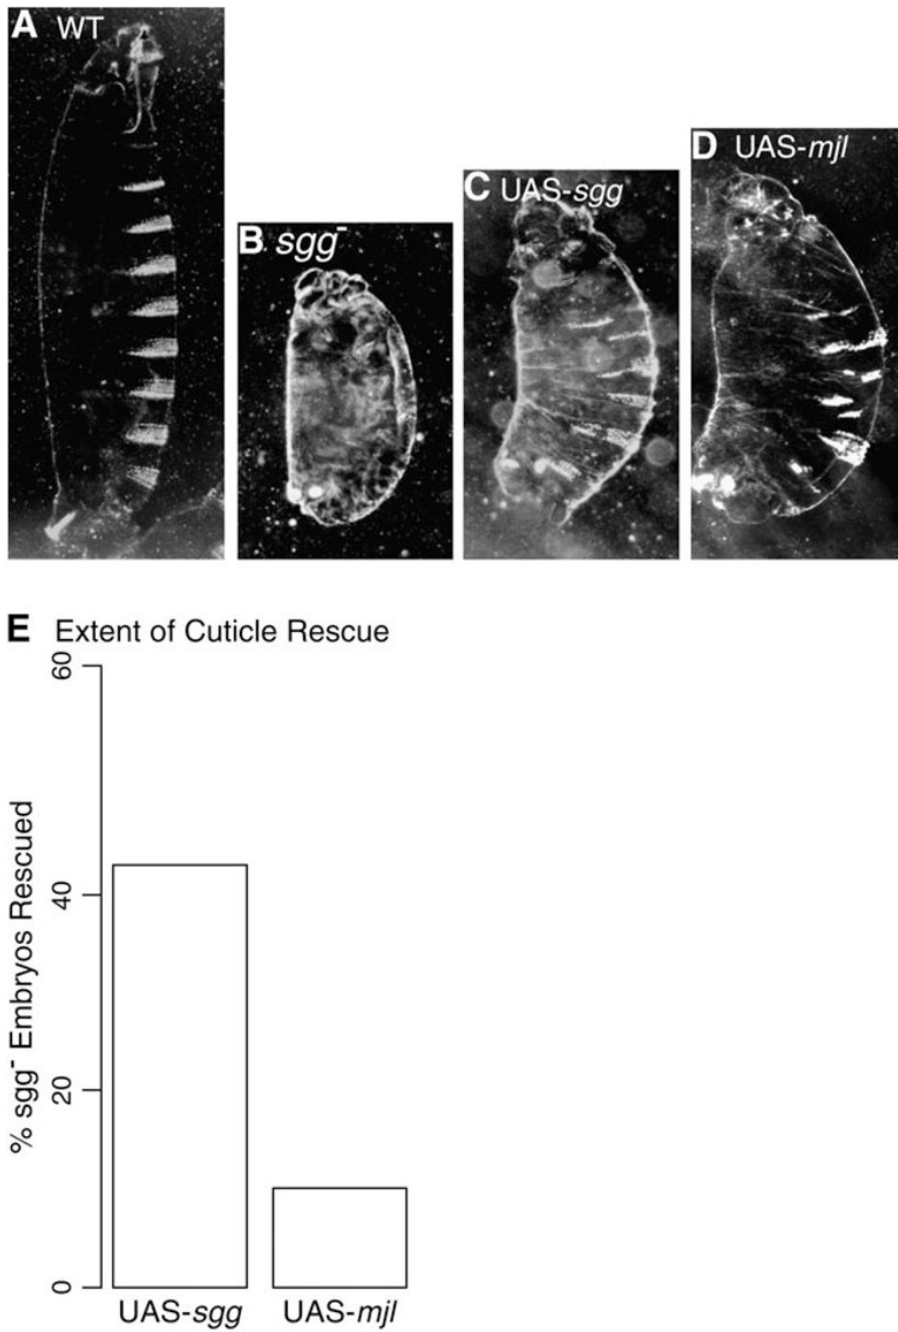 A WT
B sgg-
C UAS-sgg
D UAS-mjl
E Extent of Cuticle Rescue
60
40
20
0
% sgg- Embryos Rescued
UAS-sgg
UAS-mjl